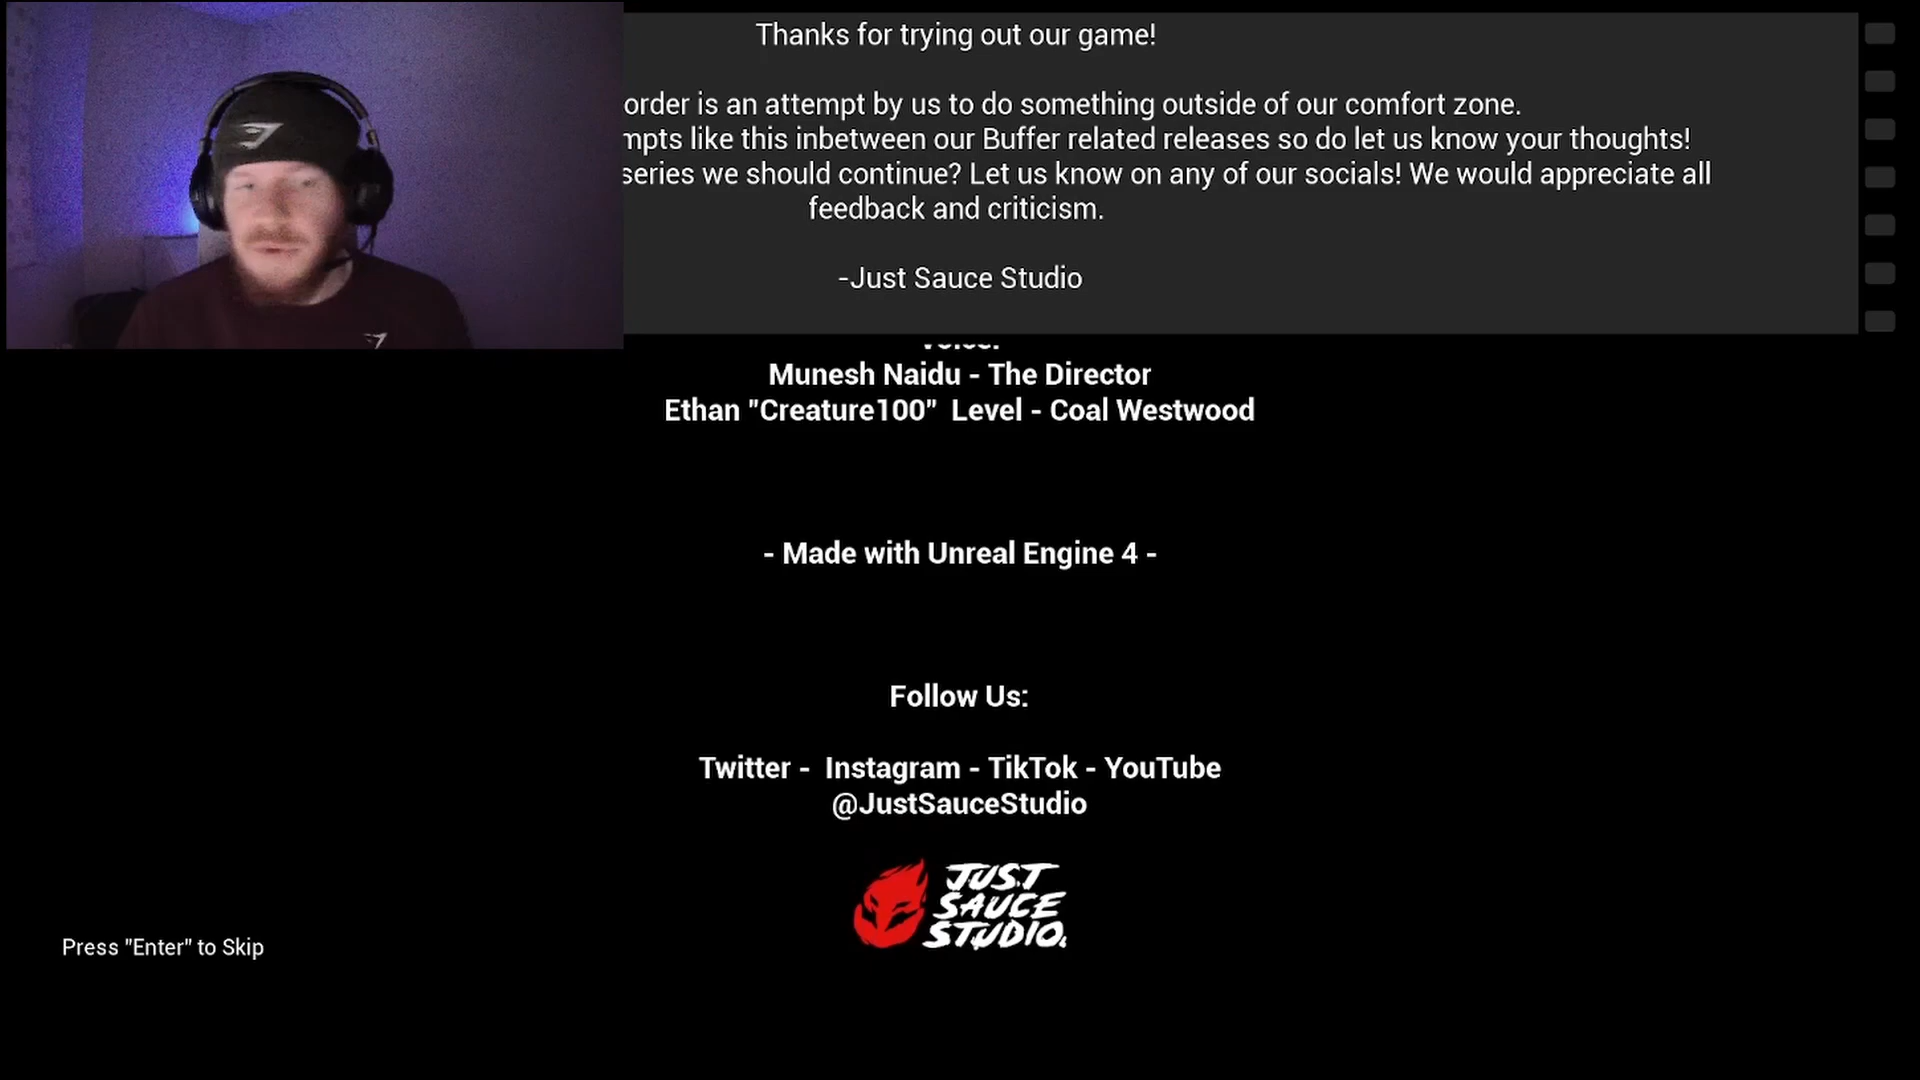 Thanks for trying out our game!
order is an attempt by us to do something outside of our comfort zone.
mpts like this inbetween our Buffer related releases so do let us know your thoughts!
series we should continue? Let us know on any of our socials! We would appreciate all
feedback and criticism.
-Just Sauce Studio
Voice:
Munesh Naidu - The Director
Ethan "Creature100" Level - Coal Westwood
- Made with Unreal Engine 4 -
Follow Us:
Twitter - Instagram - TikTok - YouTube
@JustSauceStudio
JUST
SAUCE
STUDIO.
Press "Enter" to Skip